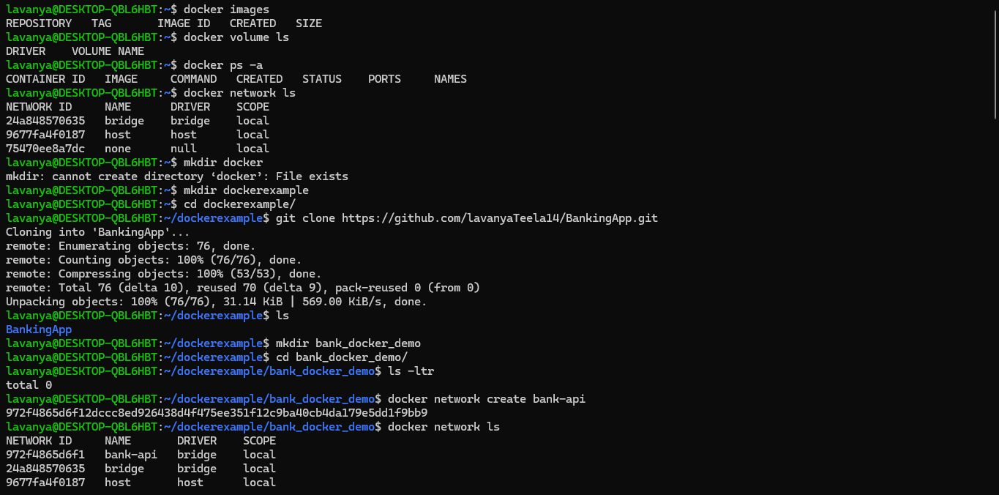 lavanya@DESKTOP-QBL6HBT:~$ docker images
REPOSITORY   TAG       IMAGE ID   CREATED   SIZE
lavanya@DESKTOP-QBL6HBT:~$ docker volume ls
DRIVER    VOLUME NAME
lavanya@DESKTOP-QBL6HBT:~$ docker ps -a
CONTAINER ID   IMAGE     COMMAND   CREATED   STATUS    PORTS     NAMES
lavanya@DESKTOP-QBL6HBT:~$ docker network ls
NETWORK ID     NAME      DRIVER    SCOPE
24a848570635   bridge    bridge    local
9677fa4f0187   host      host      local
75470ee8a7dc   none      null      local
lavanya@DESKTOP-QBL6HBT:~$ mkdir docker
mkdir: cannot create directory ‘docker’: File exists
lavanya@DESKTOP-QBL6HBT:~$ mkdir dockerexample
lavanya@DESKTOP-QBL6HBT:~$ cd dockerexample/
lavanya@DESKTOP-QBL6HBT:~/dockerexample$ git clone https://github.com/lavanyaTeela14/BankingApp.git
Cloning into 'BankingApp'...
remote: Enumerating objects: 76, done.
remote: Counting objects: 100% (76/76), done.
remote: Compressing objects: 100% (53/53), done.
remote: Total 76 (delta 10), reused 70 (delta 9), pack-reused 0 (from 0)
Unpacking objects: 100% (76/76), 31.14 KiB | 569.00 KiB/s, done.
lavanya@DESKTOP-QBL6HBT:~/dockerexample$ ls
BankingApp
lavanya@DESKTOP-QBL6HBT:~/dockerexample$ mkdir bank_docker_demo
lavanya@DESKTOP-QBL6HBT:~/dockerexample$ cd bank_docker_demo/
lavanya@DESKTOP-QBL6HBT:~/dockerexample/bank_docker_demo$ ls -ltr
total 0
lavanya@DESKTOP-QBL6HBT:~/dockerexample/bank_docker_demo$ docker network create bank-api
972f4865d6f12dccc8ed926438d4f475ee351f12c9ba40cb4da179e5dd1f9bb9
lavanya@DESKTOP-QBL6HBT:~/dockerexample/bank_docker_demo$ docker network ls
NETWORK ID     NAME       DRIVER    SCOPE
972f4865d6f1   bank-api   bridge    local
24a848570635   bridge     bridge    local
9677fa4f0187   host       host      local